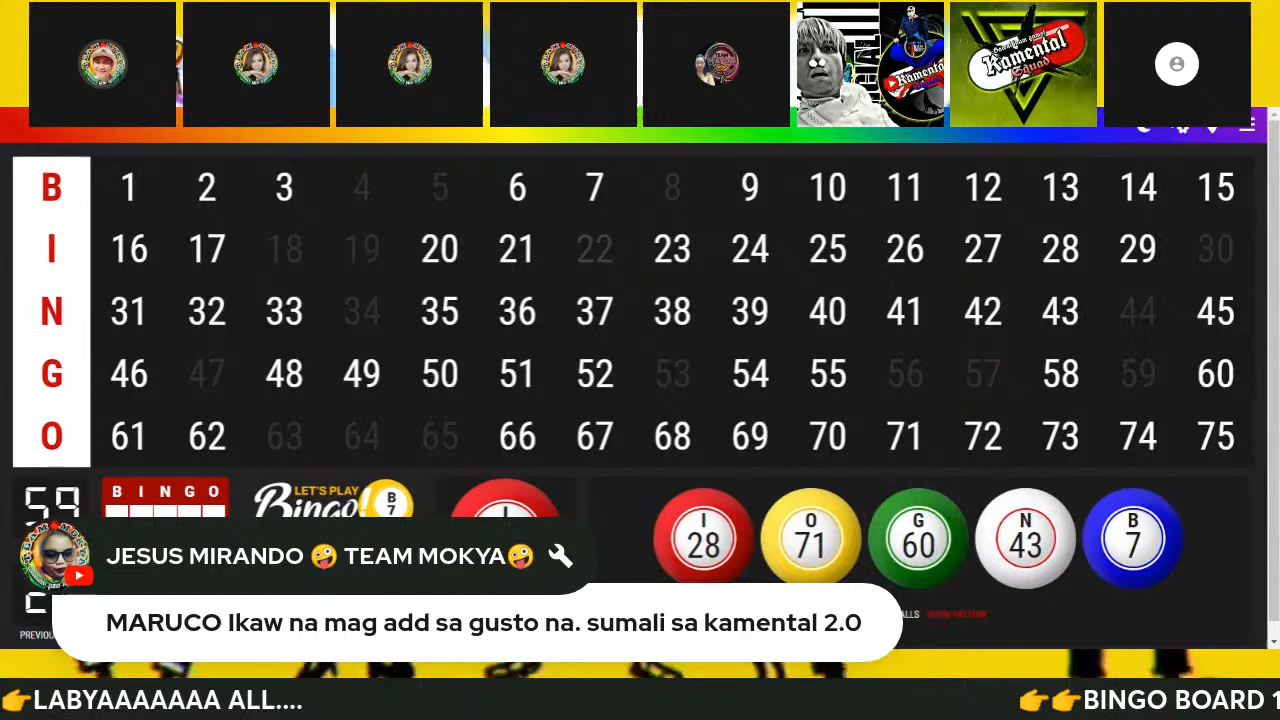 Kamental
Kamental
Squad
B 1 2 3 4 5 6 7 8 9 10 11 12 13 14 15
I 16 17 18 19 20 21 22 23 24 25 26 27 28 29 30
N 31 32 33 34 35 36 37 38 39 40 41 42 43 44 45
G 46 47 48 49 50 51 52 53 54 55 56 57 58 59 60
O 61 62 63 64 65 66 67 68 69 70 71 72 73 74 75
59
B I N G O
LET'S PLAY
Bingo!
B
7
I
I
28
O
71
G
60
N
43
B
7
JESUS MIRANDO 🤪 TEAM MOKYA🤪
MARUCO Ikaw na mag add sa gusto na. sumali sa kamental 2.0
👉LABYAAAAAAA ALL....
👉👉BINGO BOARD 1